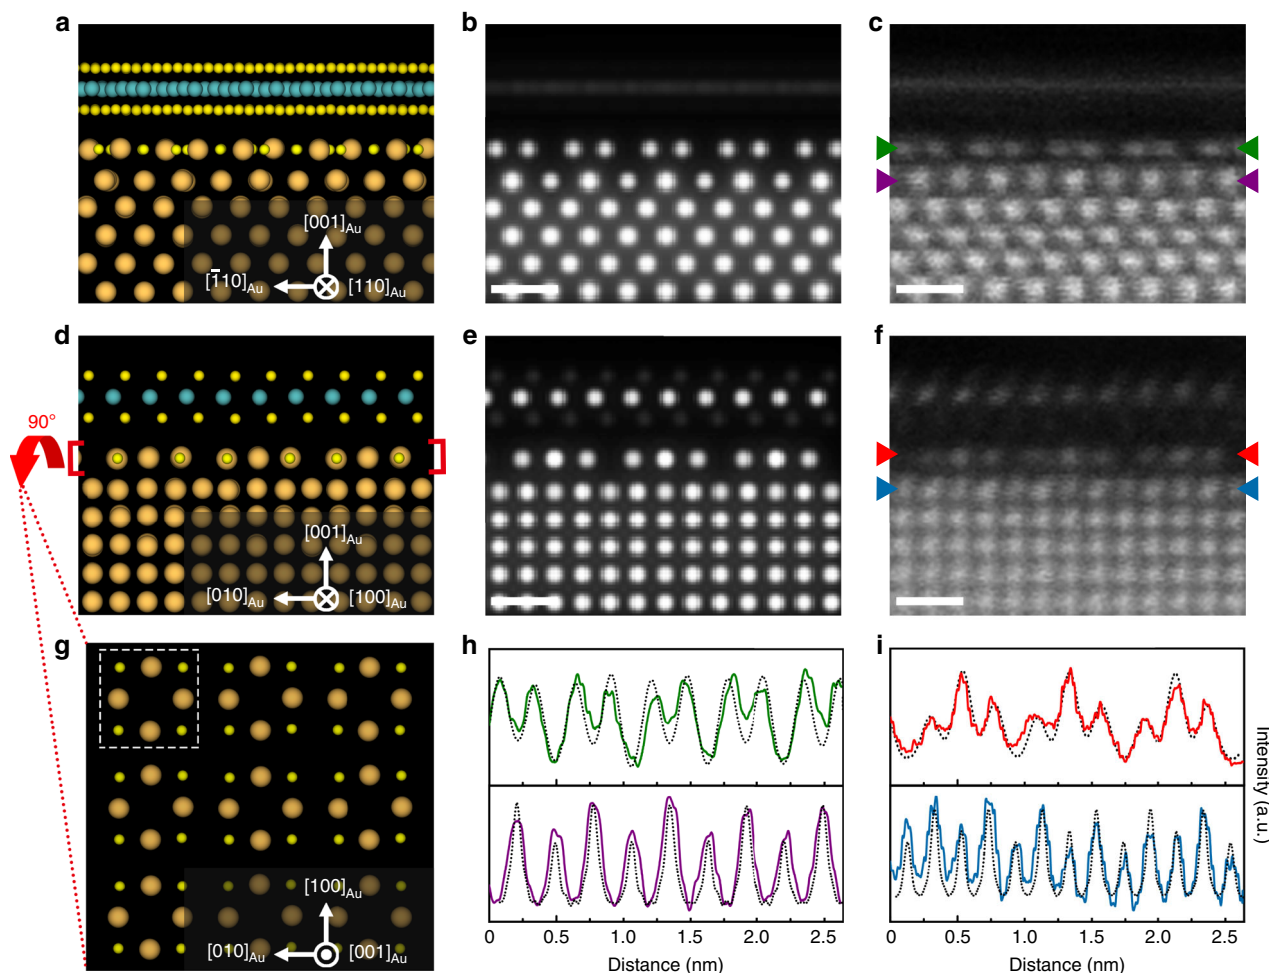 a
b
c
[001]Au
[1̅10]Au
[110]Au
d
e
f
90°
[001]Au
[010]Au
[100]Au
g
h
i
[100]Au
[010]Au
[001]Au
Intensity (a.u.)
0 0.5 1.0 1.5 2.0 2.5
0 0.5 1.0 1.5 2.0 2.5
Distance (nm)
Distance (nm)